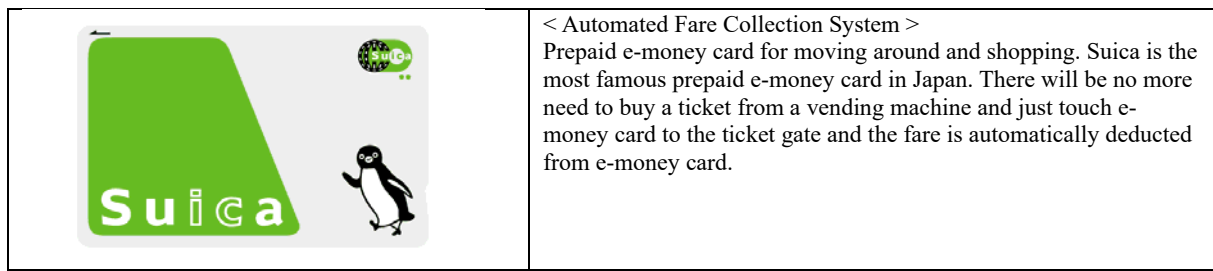 Suica
Suica
< Automated Fare Collection System >
Prepaid e-money card for moving around and shopping. Suica is the
most famous prepaid e-money card in Japan. There will be no more
need to buy a ticket from a vending machine and just touch e-
money card to the ticket gate and the fare is automatically deducted
from e-money card.